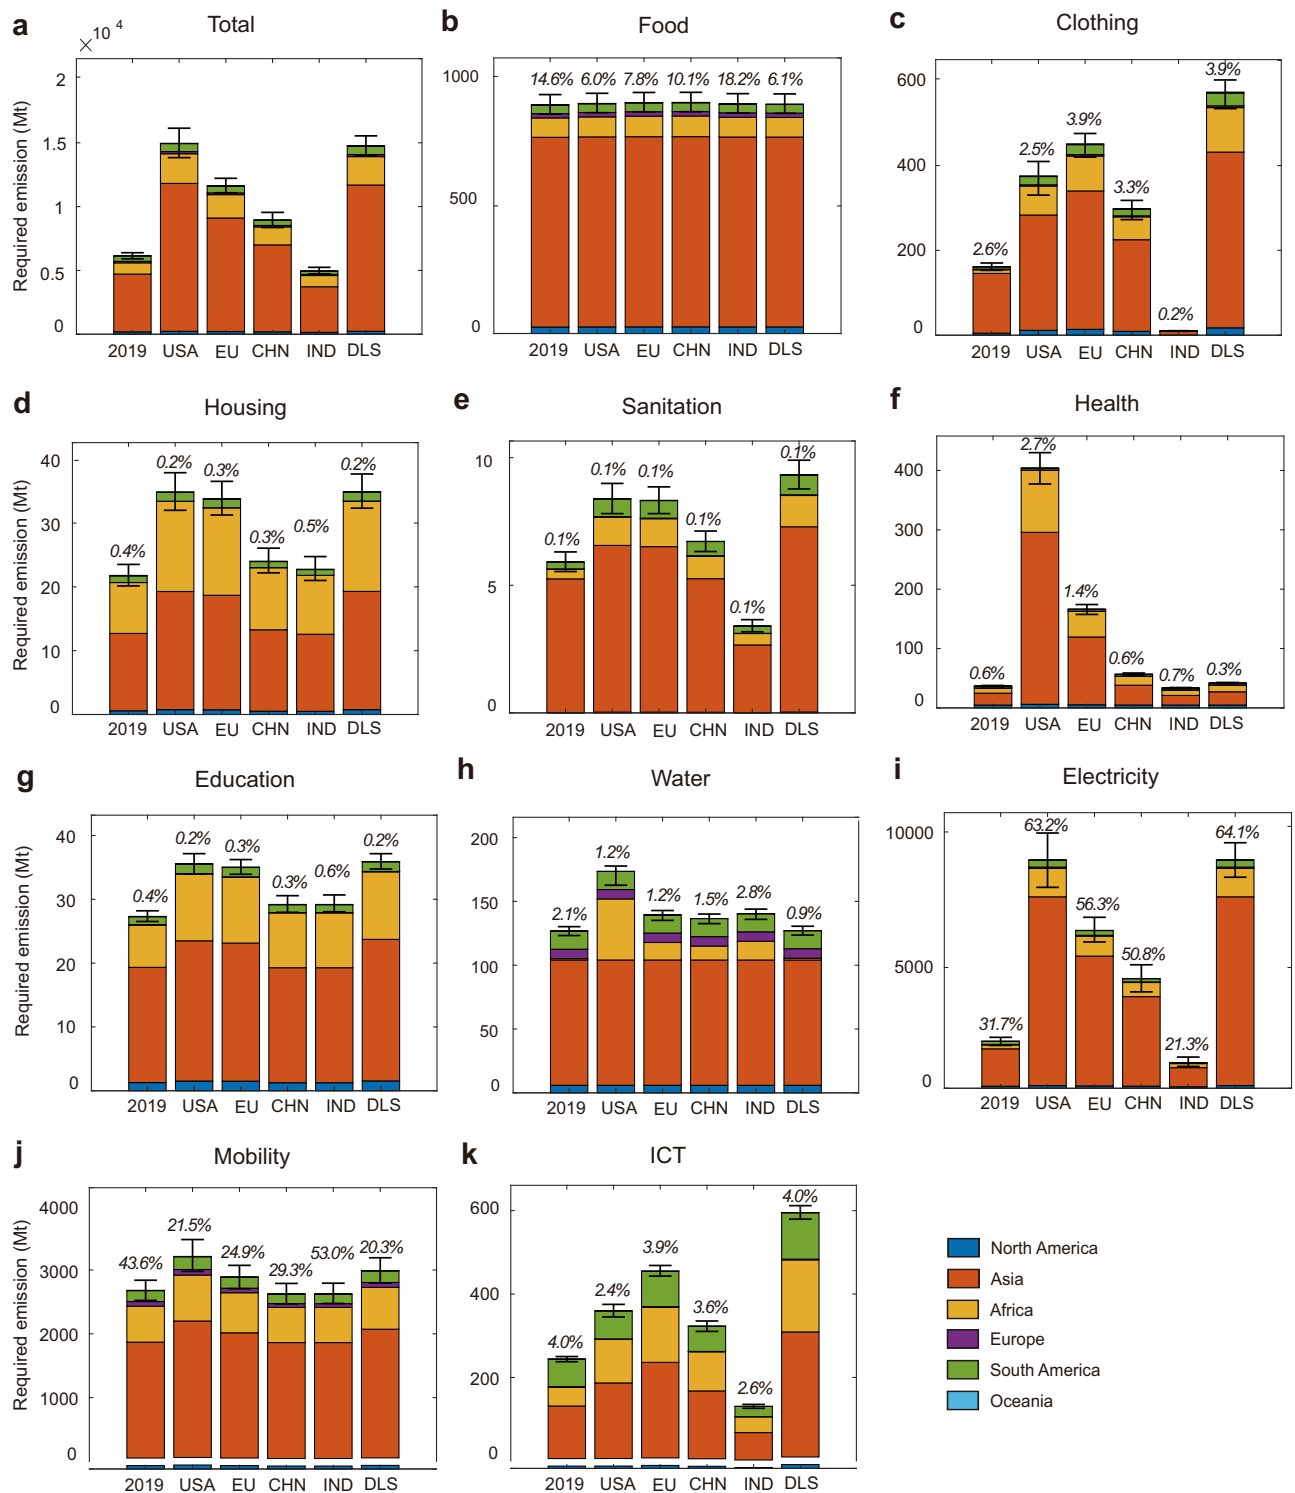 a Total
×10 4
2
1.5
1
0.5
0
Required emission (Mt)
2019 USA EU CHN IND DLS
b Food
1000
500
0
14.6% 6.0% 7.8% 10.1% 18.2% 6.1%
2019 USA EU CHN IND DLS
c Clothing
600
400
200
0
2.6% 2.5% 3.9% 3.3% 0.2% 3.9%
2019 USA EU CHN IND DLS
d Housing
40
30
20
10
0
Required emission (Mt)
0.4% 0.2% 0.3% 0.3% 0.5% 0.2%
2019 USA EU CHN IND DLS
e Sanitation
10
5
0
0.1% 0.1% 0.1% 0.1% 0.1% 0.1%
2019 USA EU CHN IND DLS
f Health
400
300
200
100
0
0.6% 2.7% 1.4% 0.6% 0.7% 0.3%
2019 USA EU CHN IND DLS
g Education
40
30
20
10
0
Required emission (Mt)
0.4% 0.2% 0.3% 0.3% 0.6% 0.2%
2019 USA EU CHN IND DLS
h Water
200
150
100
50
0
2.1% 1.2% 1.2% 1.5% 2.8% 0.9%
2019 USA EU CHN IND DLS
i Electricity
10000
5000
0
31.7% 63.2% 56.3% 50.8% 21.3% 64.1%
2019 USA EU CHN IND DLS
j Mobility
4000
3000
2000
1000
0
Required emission (Mt)
43.6% 21.5% 24.9% 29.3% 53.0% 20.3%
2019 USA EU CHN IND DLS
k ICT
600
400
200
0
4.0% 2.4% 3.9% 3.6% 2.6% 4.0%
2019 USA EU CHN IND DLS
North America
Asia
Africa
Europe
South America
Oceania